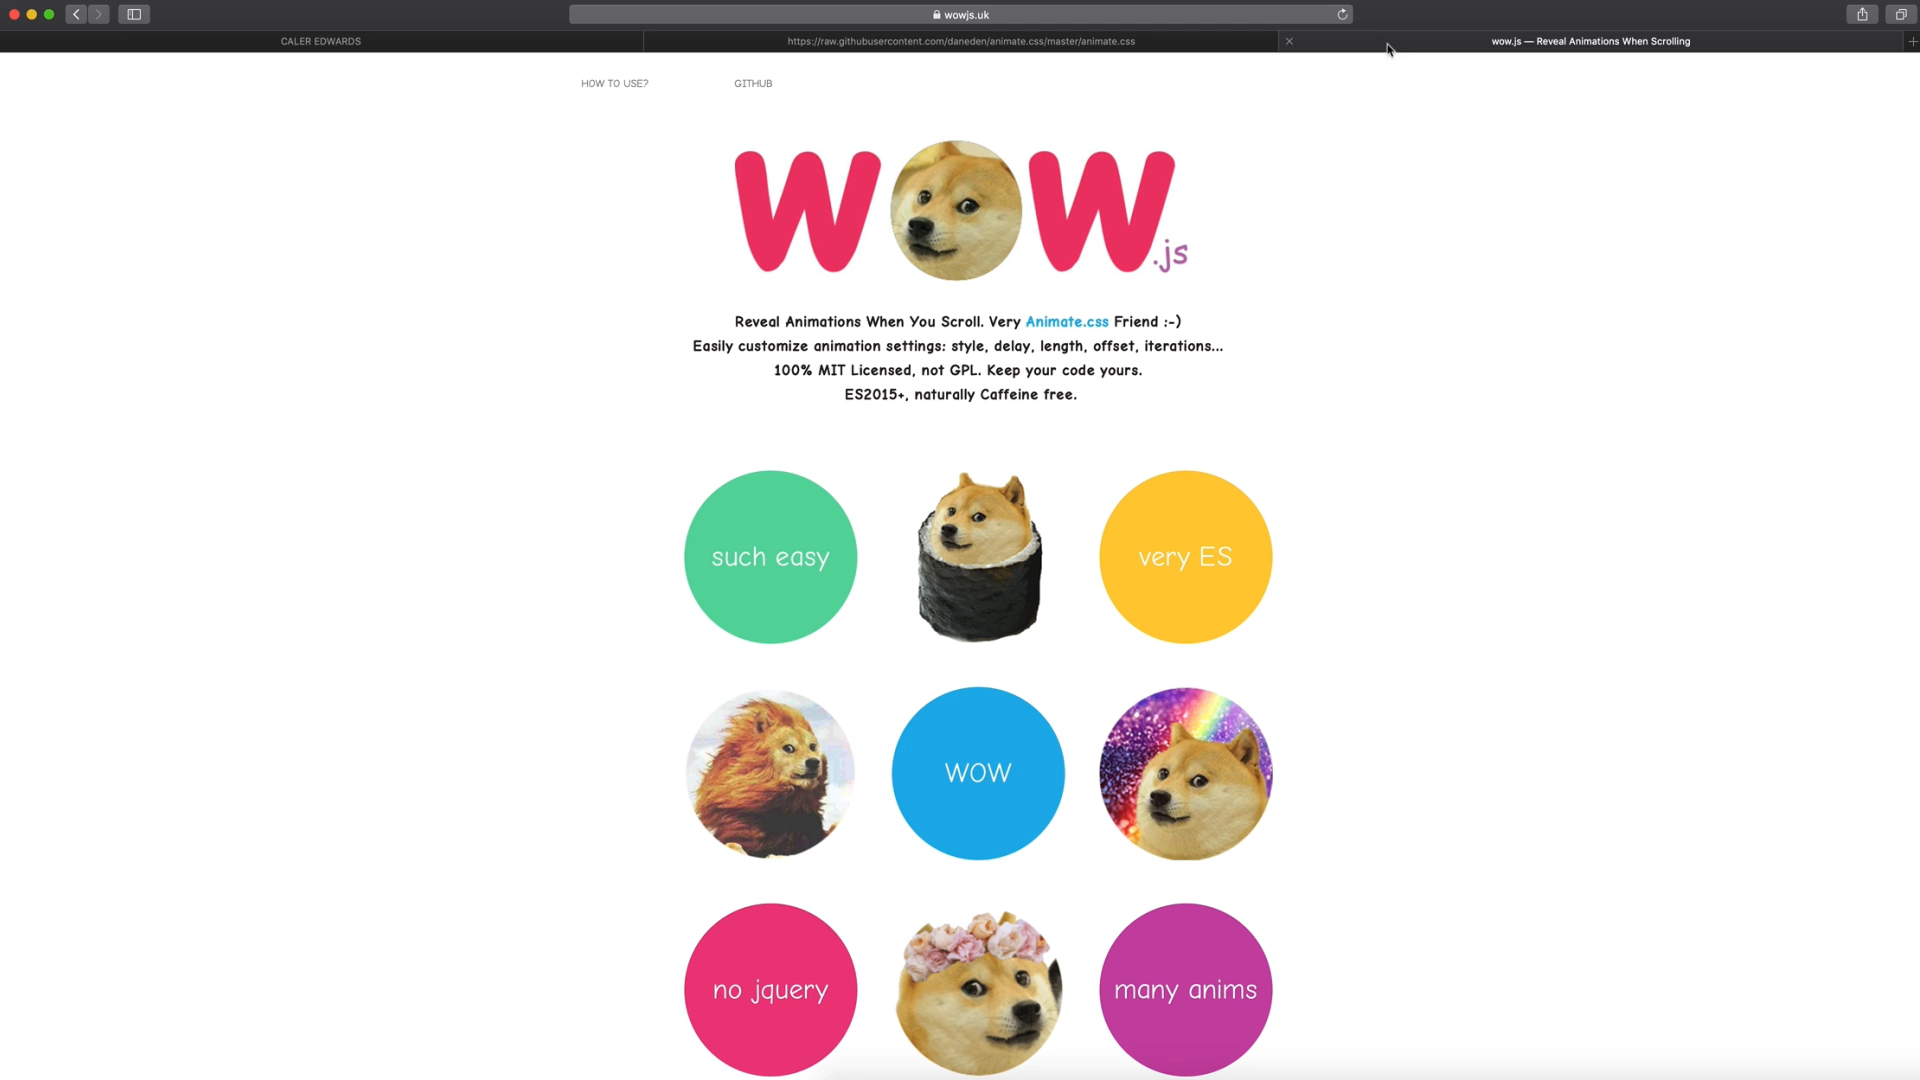 wowjs.uk
CALER EDWARDS
https://raw.githubusercontent.com/daneden/animate.css/master/animate.css
wow.js — Reveal Animations When Scrolling
HOW TO USE?
GITHUB
WOW.js
Reveal Animations When You Scroll. Very Animate.css Friend :-)
Easily customize animation settings: style, delay, length, offset, iterations...
100% MIT Licensed, not GPL. Keep your code yours.
ES2015+, naturally Caffeine free.
such easy
very ES
WOW
no jquery
many anims